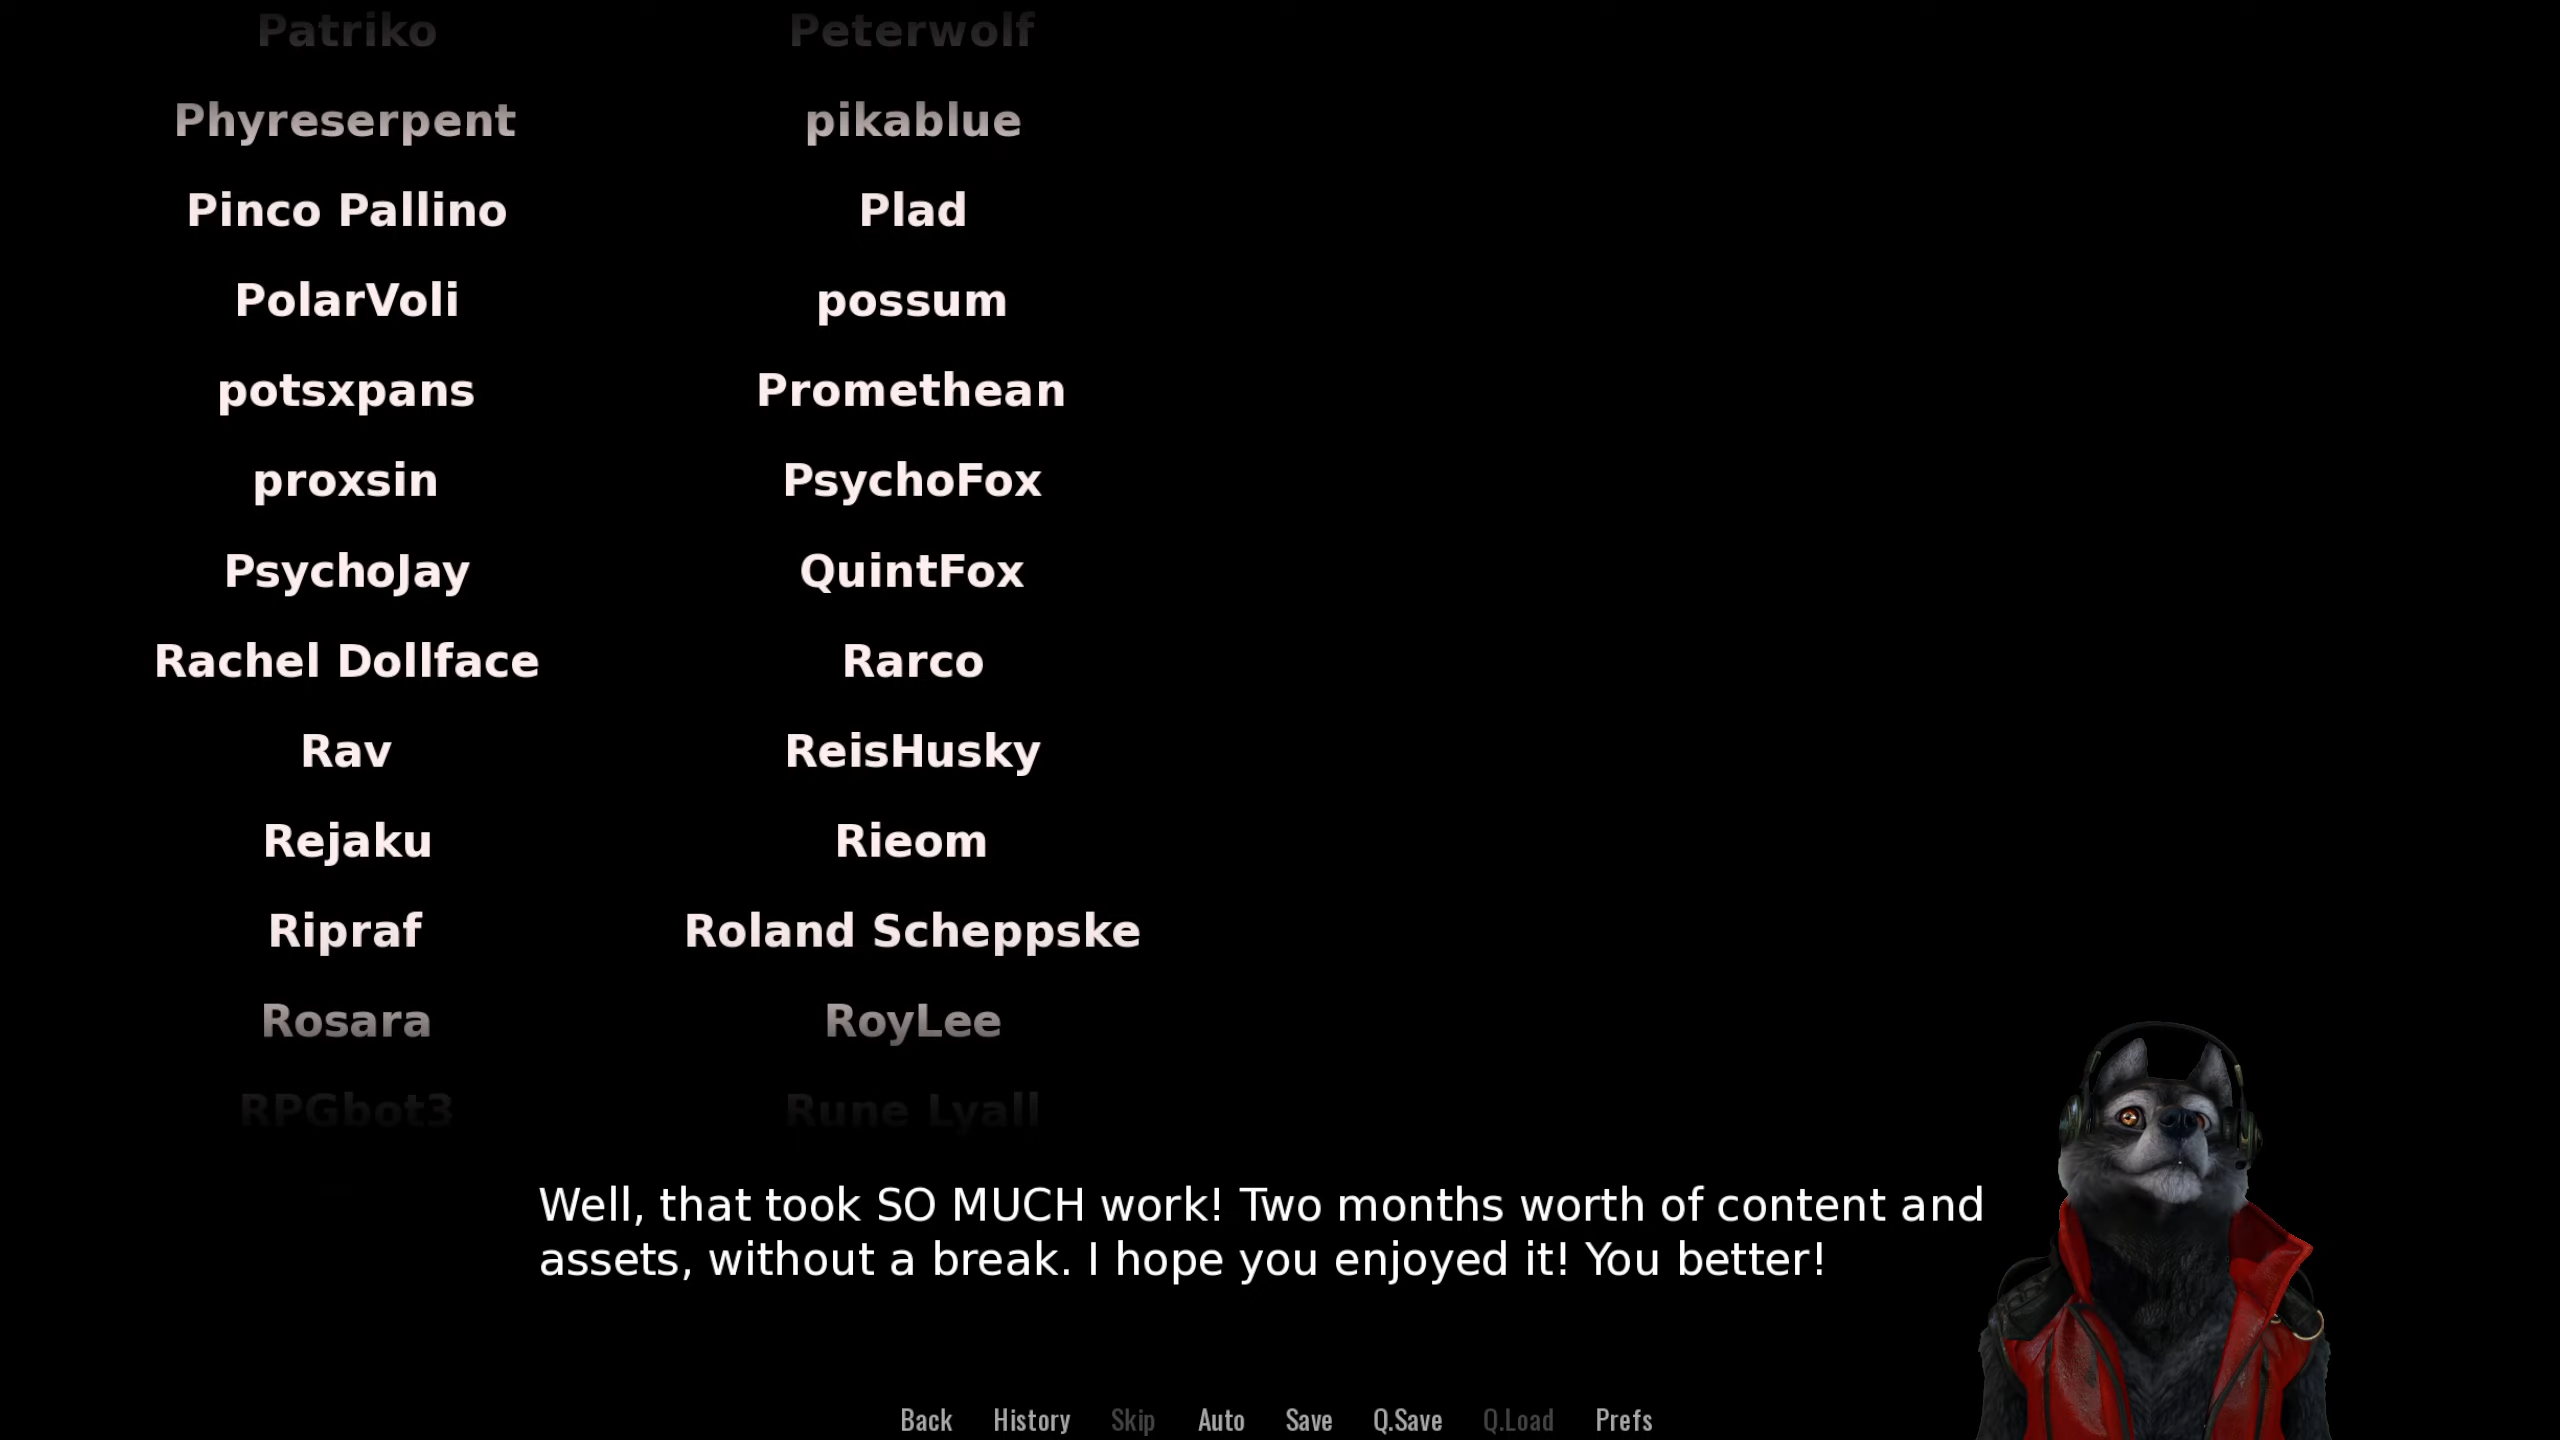 Patriko Peterwolf
Phyreserpent pikablue
Pinco Pallino Plad
PolarVoli possum
potsxpans Promethean
proxsin PsychoFox
PsychoJay QuintFox
Rachel Dollface Rarco
Rav ReisHusky
Rejaku Rieom
Ripraf Roland Scheppske
Rosara RoyLee
RPGbot3 Rune Lyall
Well, that took SO MUCH work! Two months worth of content and
assets, without a break. I hope you enjoyed it! You better!
Back History Skip Auto Save Q.Save Q.Load Prefs